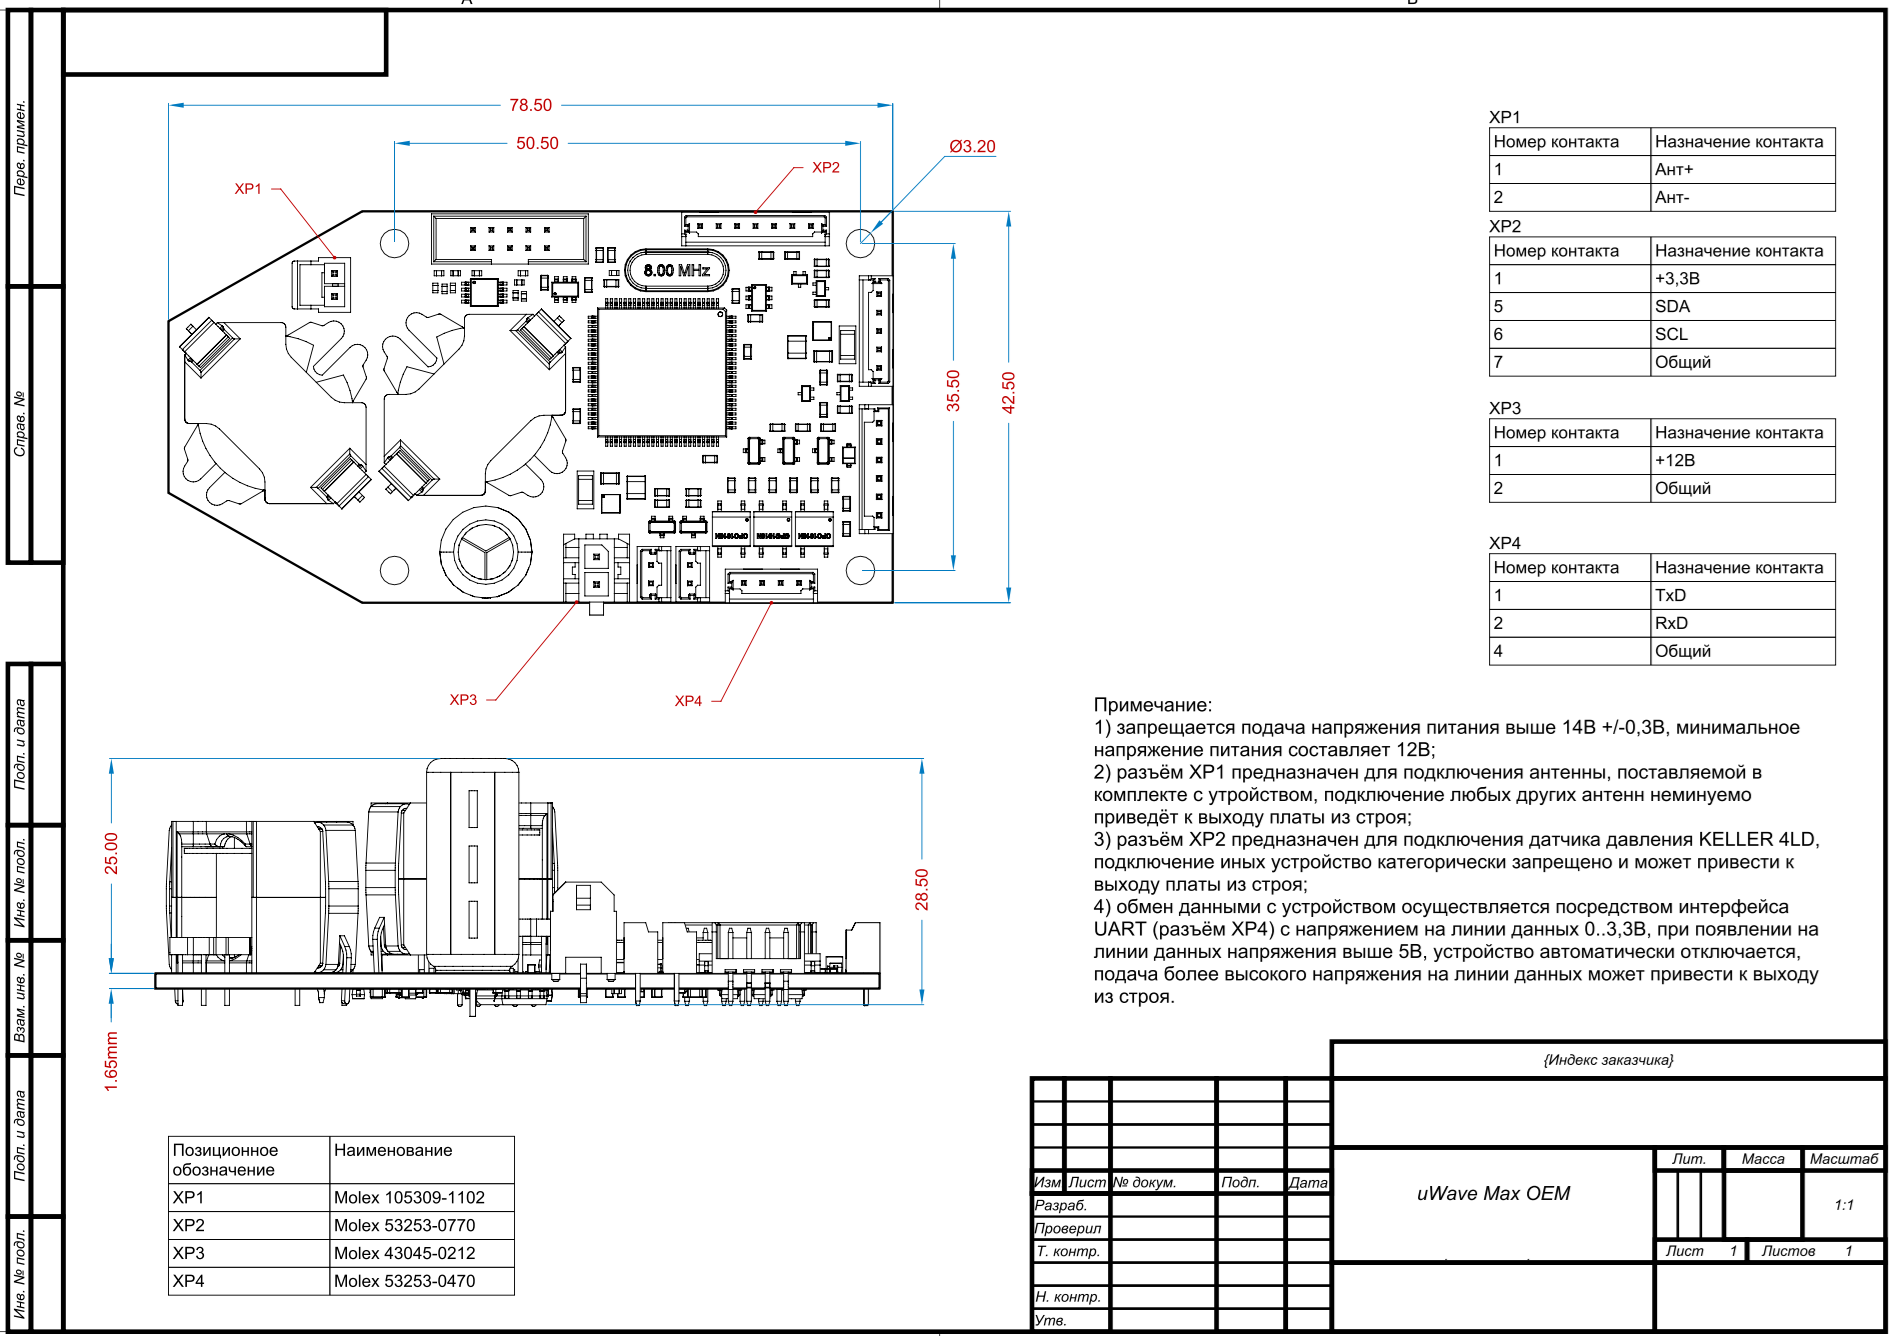 A
B
Перв. примен.
Справ. №
Подп. и дата
Инв. № подл.
Взам. инв. №
Подп. и дата
Инв. № подл.
78.50
50.50
Ø3.20
XP1
XP2
8.00 MHz
35.50
42.50
XP3
XP4
25.00
28.50
1.65mm
XP1
Номер контакта Назначение контакта
1 Ант+
2 Ант-
XP2
Номер контакта Назначение контакта
1 +3,3В
5 SDA
6 SCL
7 Общий
XP3
Номер контакта Назначение контакта
1 +12В
2 Общий
XP4
Номер контакта Назначение контакта
1 TxD
2 RxD
4 Общий
Примечание:
1) запрещается подача напряжения питания выше 14В +/-0,3В, минимальное
напряжение питания составляет 12В;
2) разъём XP1 предназначен для подключения антенны, поставляемой в
комплекте с утройством, подключение любых других антенн неминуемо
приведёт к выходу платы из строя;
3) разъём XP2 предназначен для подключения датчика давления KELLER 4LD,
подключение иных устройство категорически запрещено и может привести к
выходу платы из строя;
4) обмен данными с устройством осуществляется посредством интерфейса
UART (разъём XP4) с напряжением на линии данных 0..3,3В, при появлении на
линии данных напряжения выше 5В, устройство автоматически отключается,
подача более высокого напряжения на линии данных может привести к выходу
из строя.
Позиционное
обозначение
Наименование
XP1 Molex 105309-1102
XP2 Molex 53253-0770
XP3 Molex 43045-0212
XP4 Molex 53253-0470
{Индекс заказчика}
Изм Лист № докум. Подп. Дата
Разраб.
Проверил
Т. контр.
Н. контр.
Утв.
uWave Max OEM
Лит. Масса Масштаб
1:1
Лист 1 Листов 1